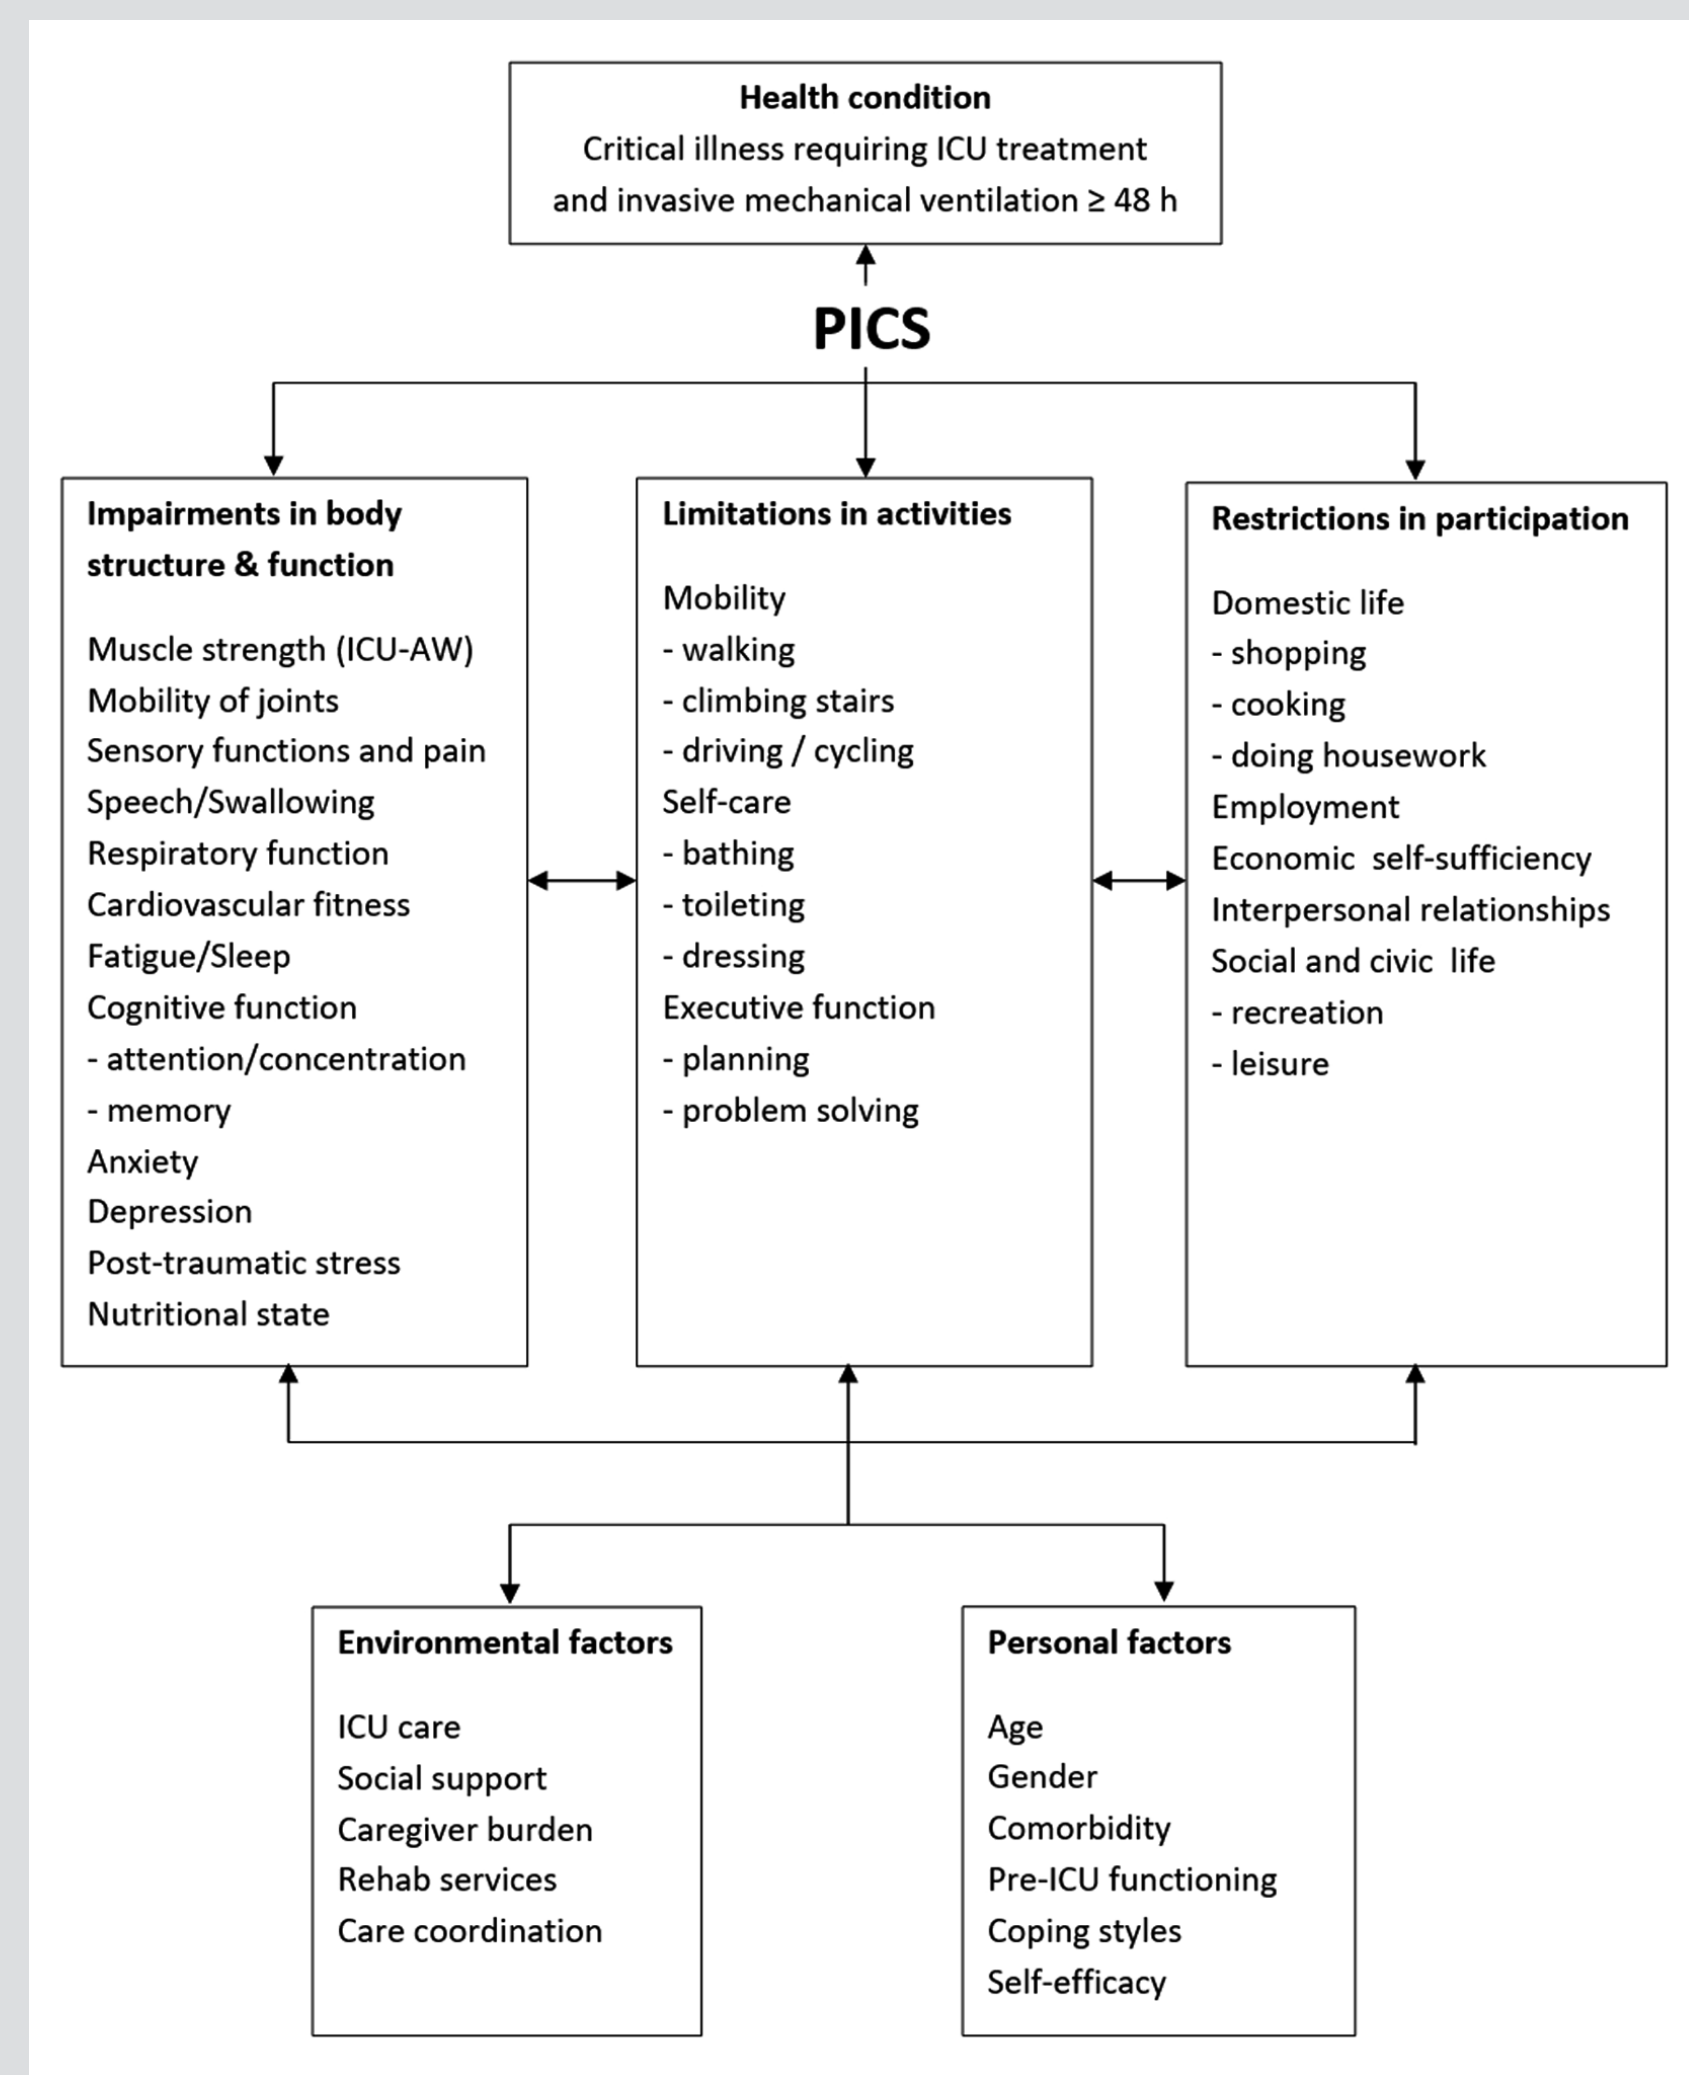 Health condition
Critical illness requiring ICU treatment
and invasive mechanical ventilation ≥ 48 h
PICS
Impairments in body
structure & function
Muscle strength (ICU-AW)
Mobility of joints
Sensory functions and pain
Speech/Swallowing
Respiratory function
Cardiovascular fitness
Fatigue/Sleep
Cognitive function
- attention/concentration
- memory
Anxiety
Depression
Post-traumatic stress
Nutritional state
Limitations in activities
Mobility
- walking
- climbing stairs
- driving / cycling
Self-care
- bathing
- toileting
- dressing
Executive function
- planning
- problem solving
Restrictions in participation
Domestic life
- shopping
- cooking
- doing housework
Employment
Economic  self-sufficiency
Interpersonal relationships
Social and civic  life
- recreation
- leisure
Environmental factors
ICU care
Social support
Caregiver burden
Rehab services
Care coordination
Personal factors
Age
Gender
Comorbidity
Pre-ICU functioning
Coping styles
Self-efficacy